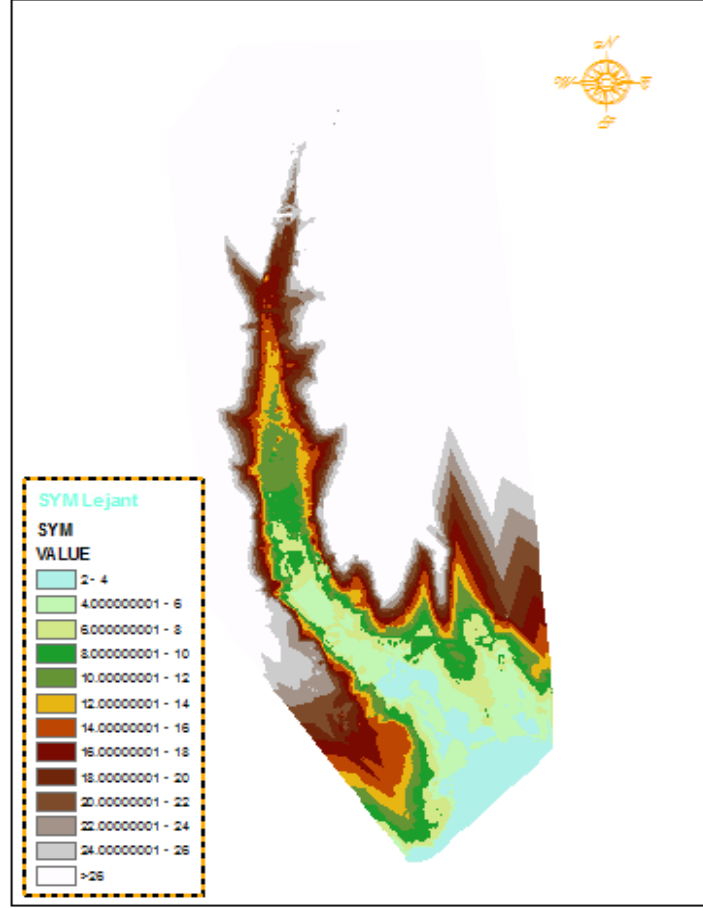 N
W E
S
SYM Lejant
SYM
VALUE
2 - 4
4.000000001 - 6
6.000000001 - 8
8.000000001 - 10
10.00000001 - 12
12.00000001 - 14
14.00000001 - 16
16.00000001 - 18
18.00000001 - 20
20.00000001 - 22
22.00000001 - 24
24.00000001 - 26
>26